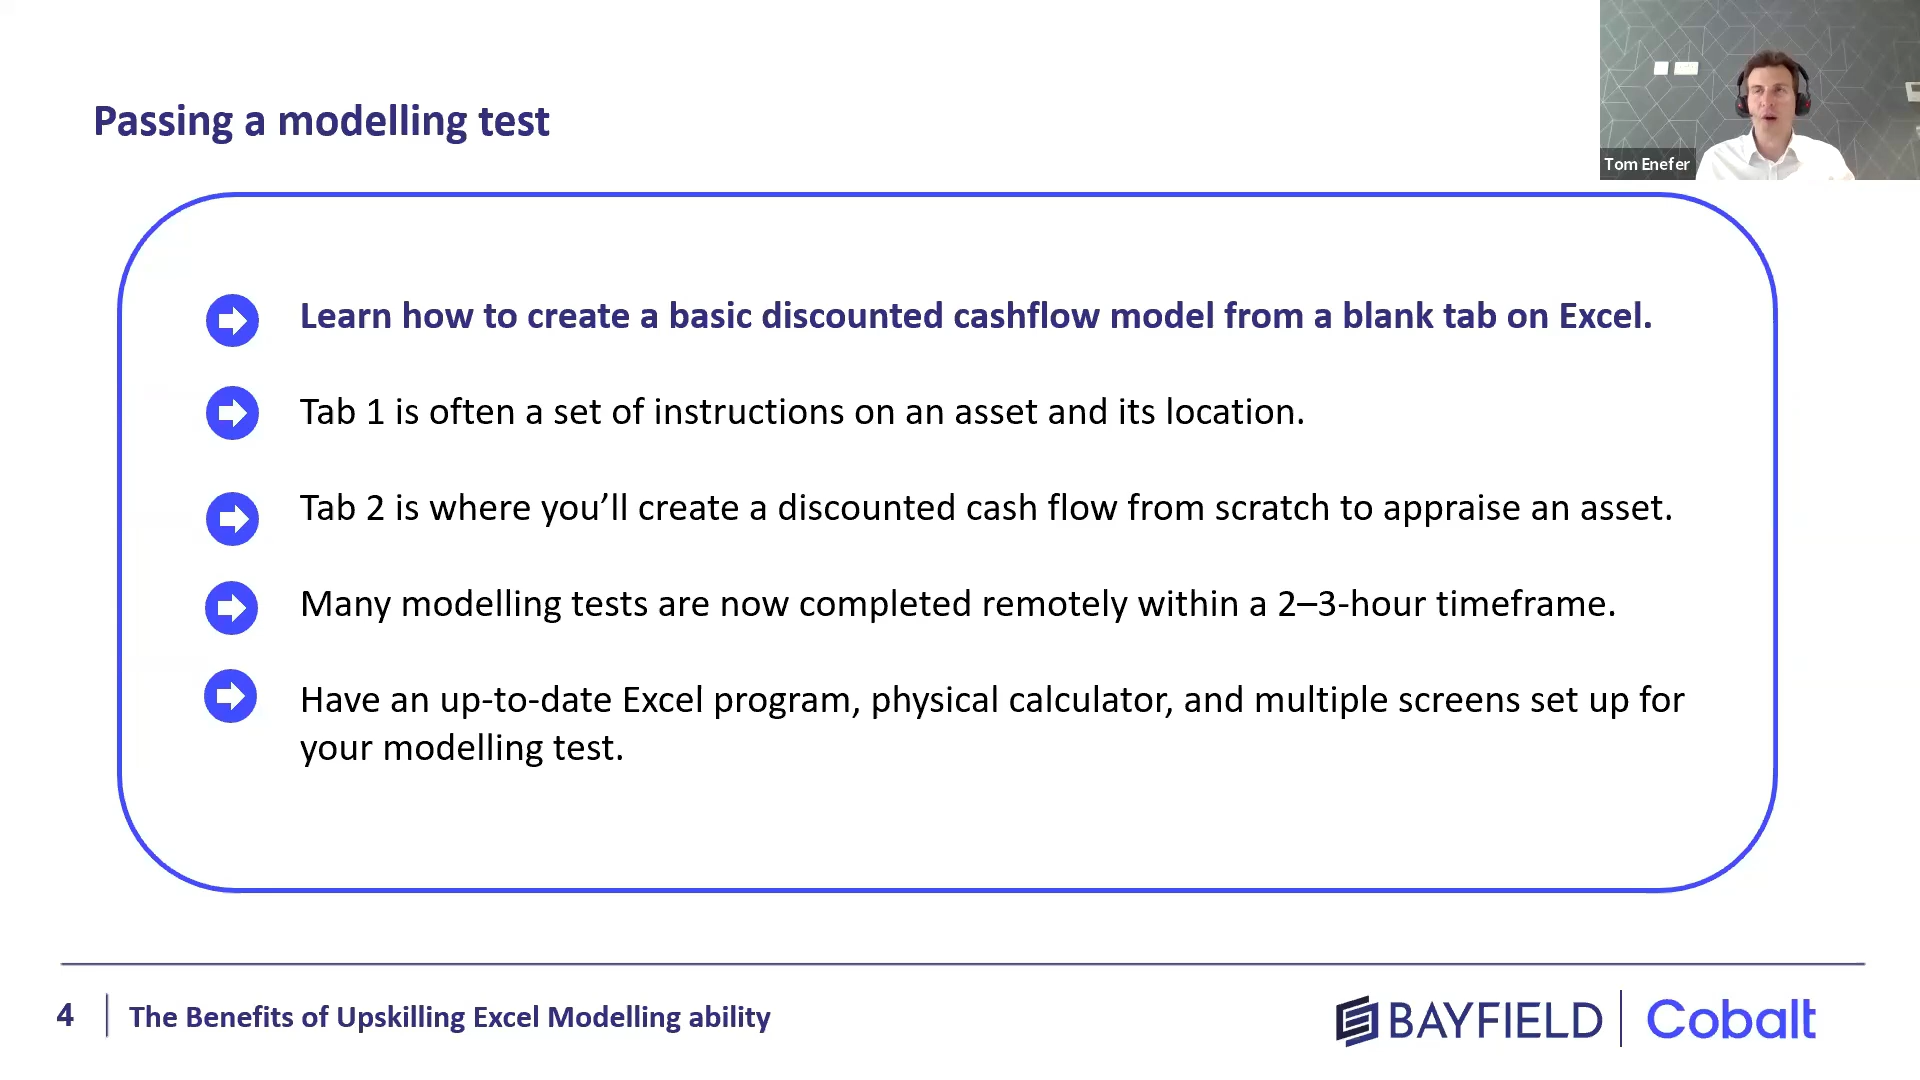 Passing a modelling test
Tom Enefer
Learn how to create a basic discounted cashflow model from a blank tab on Excel.
Tab 1 is often a set of instructions on an asset and its location.
Tab 2 is where you’ll create a discounted cash flow from scratch to appraise an asset.
Many modelling tests are now completed remotely within a 2–3-hour timeframe.
Have an up-to-date Excel program, physical calculator, and multiple screens set up for
your modelling test.
4
The Benefits of Upskilling Excel Modelling ability
BAYFIELD
Cobalt